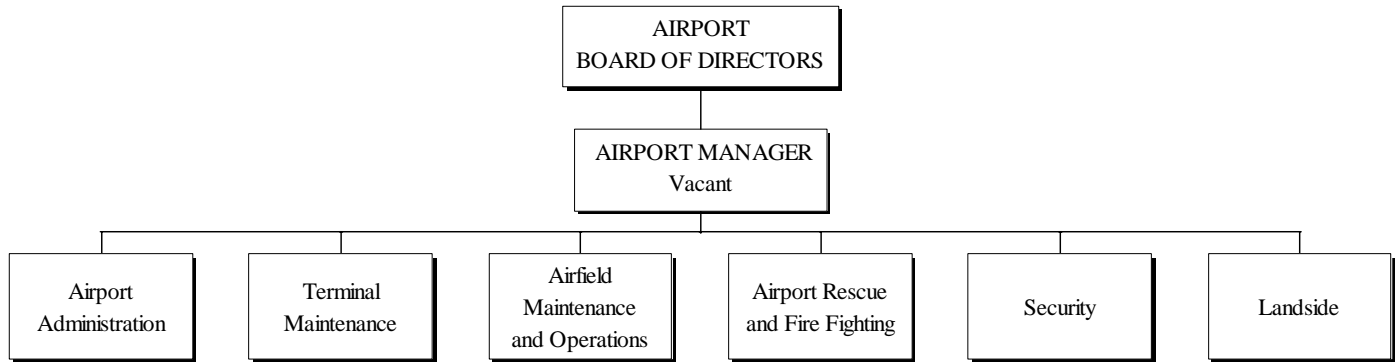 AIRPORT
BOARD OF DIRECTORS
AIRPORT MANAGER
Vacant
Airport
Administration
Terminal
Maintenance
Airfield
Maintenance
and Operations
Airport Rescue
and Fire Fighting
Security
Landside